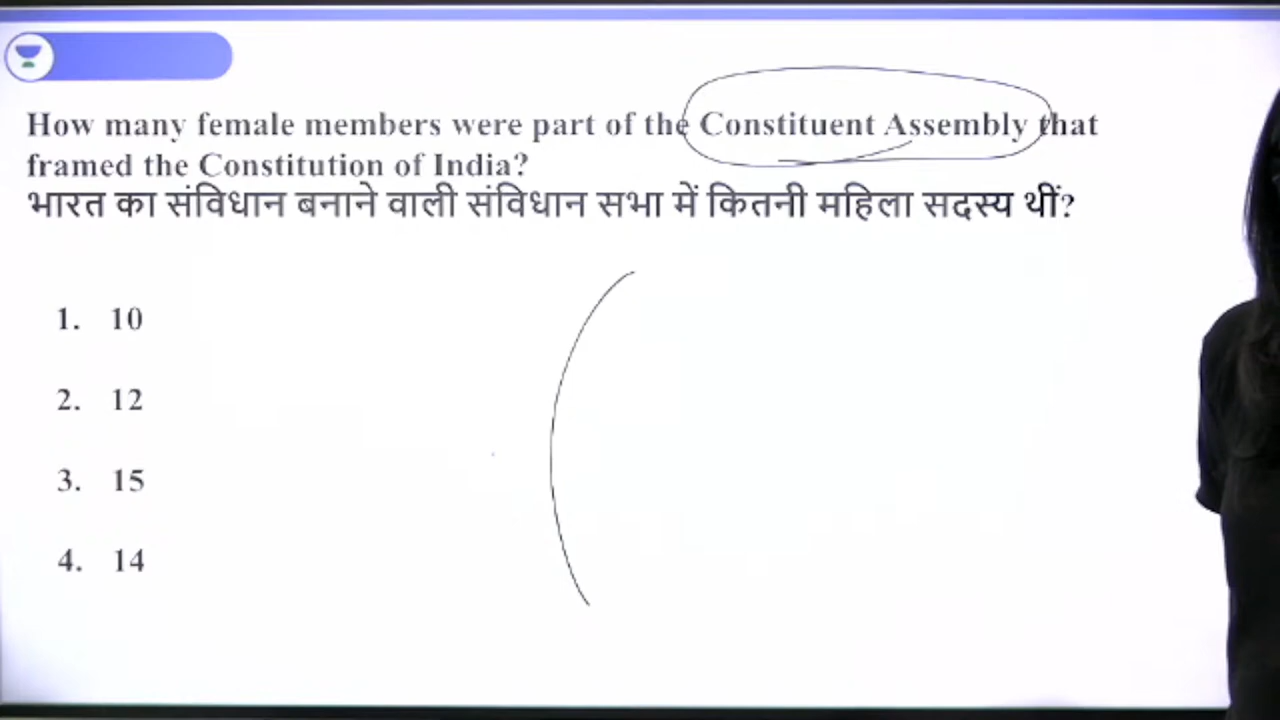 How many female members were part of the Constituent Assembly that
framed the Constitution of India?
भारत का संविधान बनाने वाली संविधान सभा में कितनी महिला सदस्य थीं?
1. 10
2. 12
3. 15
4. 14